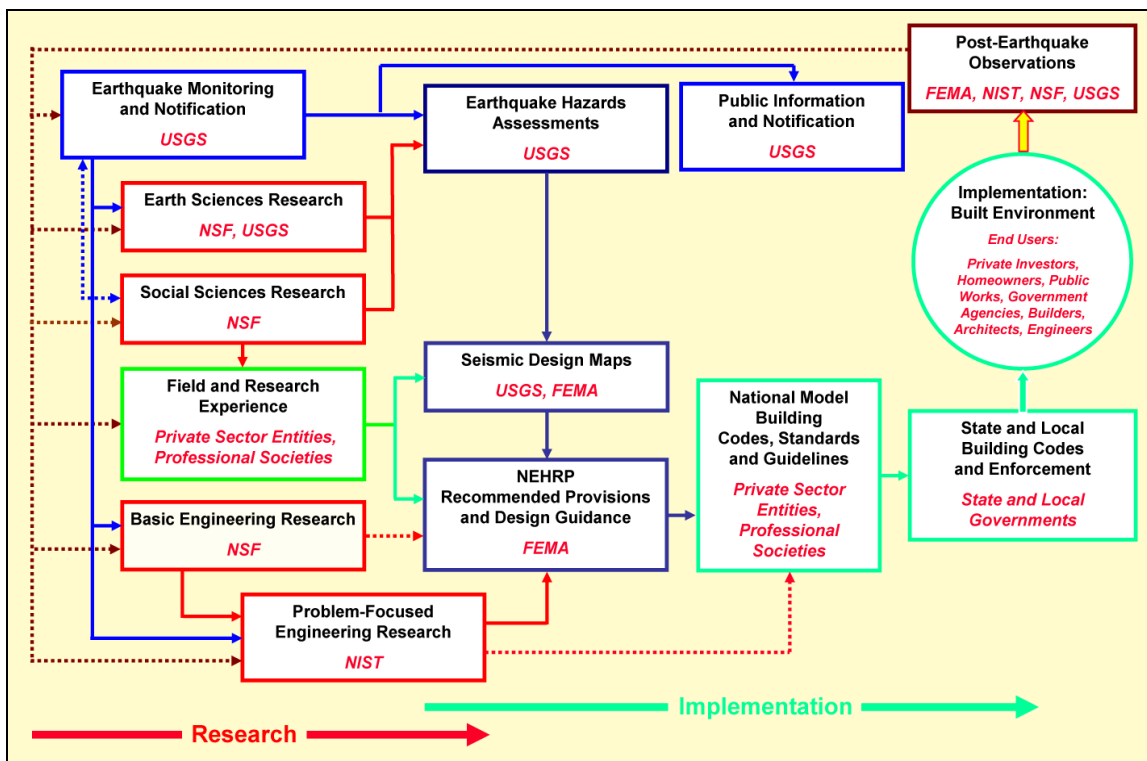 Earthquake Monitoring
and Notification
USGS
Earthquake Hazards
Assessments
USGS
Public Information
and Notification
USGS
Post-Earthquake
Observations
FEMA, NIST, NSF, USGS
Earth Sciences Research
NSF, USGS
Social Sciences Research
NSF
Field and Research
Experience
Private Sector Entities,
Professional Societies
Basic Engineering Research
NSF
Problem-Focused
Engineering Research
NIST
Seismic Design Maps
USGS, FEMA
NEHRP
Recommended Provisions
and Design Guidance
FEMA
National Model
Building
Codes, Standards
and Guidelines
Private Sector
Entities,
Professional
Societies
State and Local
Building Codes
and Enforcement
State and Local
Governments
Implementation:
Built Environment
End Users:
Private Investors,
Homeowners, Public
Works, Government
Agencies, Builders,
Architects, Engineers
Implementation
Research